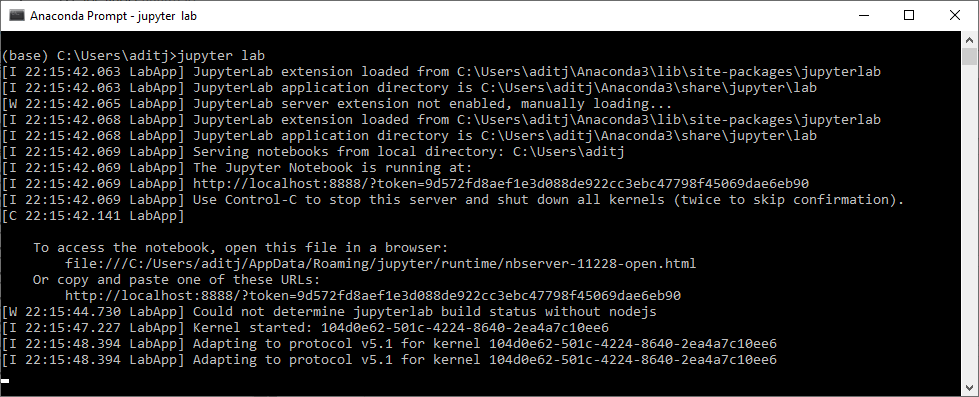 Anaconda Prompt - jupyter lab
(base) C:\Users\aditj>jupyter lab
[I 22:15:42.063 LabApp] JupyterLab extension loaded from C:\Users\aditj\Anaconda3\lib\site-packages\jupyterlab
[I 22:15:42.063 LabApp] JupyterLab application directory is C:\Users\aditj\Anaconda3\share\jupyter\lab
[W 22:15:42.065 LabApp] JupyterLab server extension not enabled, manually loading...
[I 22:15:42.068 LabApp] JupyterLab extension loaded from C:\Users\aditj\Anaconda3\lib\site-packages\jupyterlab
[I 22:15:42.068 LabApp] JupyterLab application directory is C:\Users\aditj\Anaconda3\share\jupyter\lab
[I 22:15:42.069 LabApp] Serving notebooks from local directory: C:\Users\aditj
[I 22:15:42.069 LabApp] The Jupyter Notebook is running at:
[I 22:15:42.069 LabApp] http://localhost:8888/?token=9d572fd8aef1e3d088de922cc3ebc47798f45069dae6eb90
[I 22:15:42.069 LabApp] Use Control-C to stop this server and shut down all kernels (twice to skip confirmation).
[C 22:15:42.141 LabApp]
To access the notebook, open this file in a browser:
file:///C:/Users/aditj/AppData/Roaming/jupyter/runtime/nbserver-11228-open.html
Or copy and paste one of these URLs:
http://localhost:8888/?token=9d572fd8aef1e3d088de922cc3ebc47798f45069dae6eb90
[W 22:15:44.730 LabApp] Could not determine jupyterlab build status without nodejs
[I 22:15:47.227 LabApp] Kernel started: 104d0e62-501c-4224-8640-2ea4a7c10ee6
[I 22:15:48.394 LabApp] Adapting to protocol v5.1 for kernel 104d0e62-501c-4224-8640-2ea4a7c10ee6
[I 22:15:48.394 LabApp] Adapting to protocol v5.1 for kernel 104d0e62-501c-4224-8640-2ea4a7c10ee6